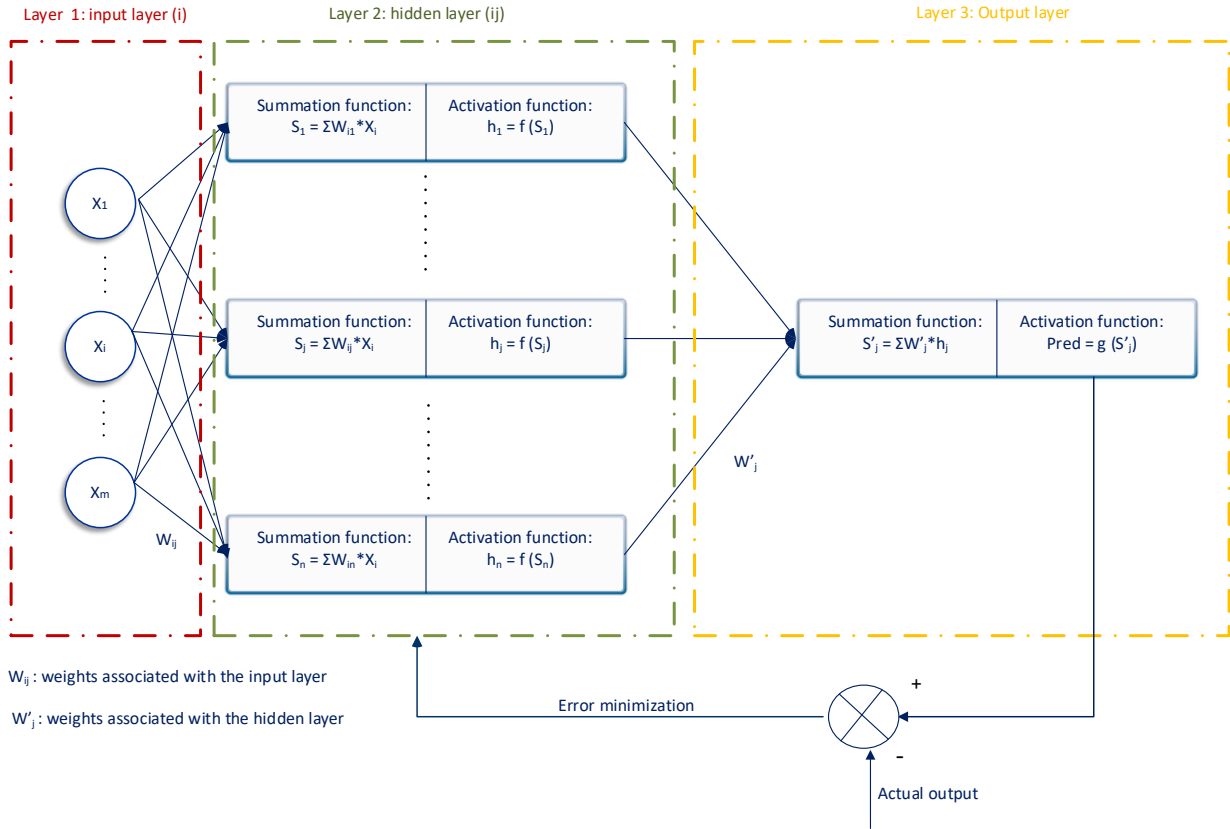 Layer 1: input layer (i)
Layer 2: hidden layer (ij)
Layer 3: Output layer
Summation function:
S₁ = ΣWᵢ₁*Xᵢ
Activation function:
h₁ = f (S₁)
X₁
Xᵢ
Xₘ
Summation function:
Sⱼ = ΣWᵢⱼ*Xᵢ
Activation function:
hⱼ = f (Sⱼ)
Summation function:
S'ⱼ = ΣW'ⱼ*hⱼ
Activation function:
Pred = g (S'ⱼ)
W'ⱼ
Wᵢⱼ
Summation function:
Sₙ = ΣWᵢₙ*Xᵢ
Activation function:
hₙ = f (Sₙ)
Wᵢⱼ : weights associated with the input layer
W'ⱼ : weights associated with the hidden layer
Error minimization
+
-
Actual output